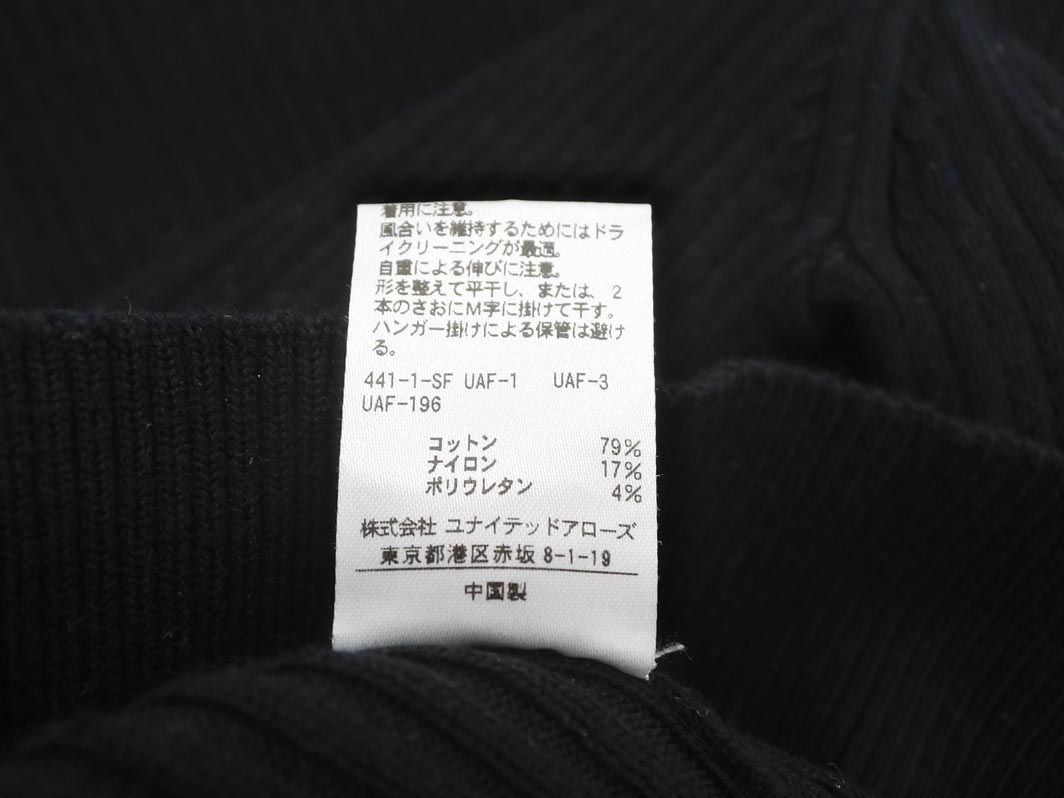 着用に注意。
風合いを維持するためにはドラ
イクリーニングが最適。
自重による伸びに注意。
形を整えて平干し、または、2
本のさおにM字に掛けて干す。
ハンガー掛けによる保管は避け
る。
441-1-SF UAF-1 UAF-3
UAF-196
コットン 79%
ナイロン 17%
ポリウレタン 4%
株式会社 ユナイテッドアローズ
東京都港区赤坂 8-1-19
中国製